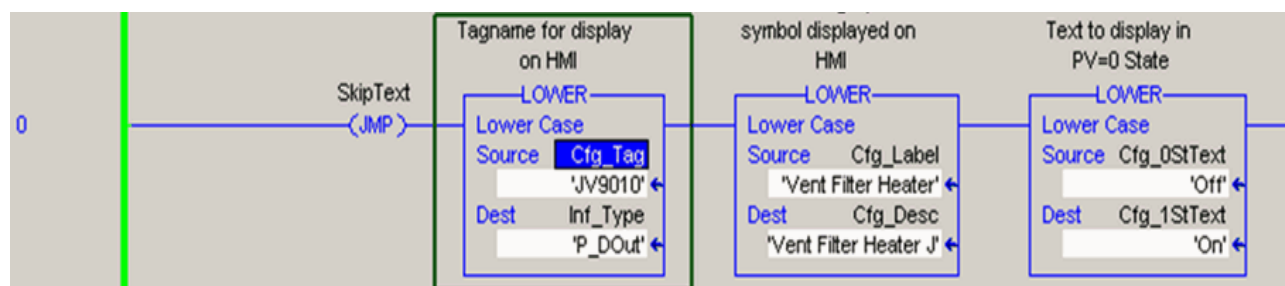 Tagname for display
on HMI
symbol displayed on
HMI
Text to display in
PV=0 State
0
SkipText
(JMP)
LOWER
Lower Case
Source Cfg_Tag
'JV9010'
Dest Inf_Type
'P_DOut'
LOWER
Lower Case
Source Cfg_Label
'Vent Filter Heater'
Dest Cfg_Desc
'Vent Filter Heater J'
LOWER
Lower Case
Source Cfg_0StText
'Off'
Dest Cfg_1StText
'On'